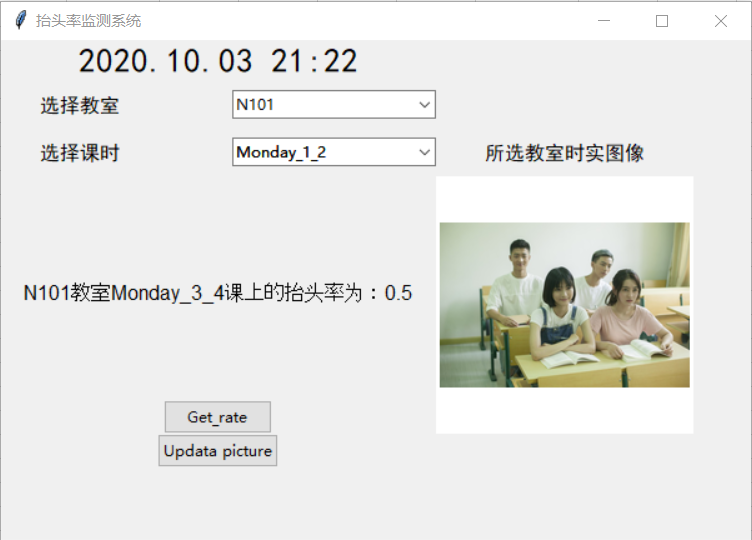 抬头率监测系统
2020.10.03 21:22
选择教室
N101
选择课时
Monday_1_2
所选教室时实图像
N101教室Monday_3_4课上的抬头率为：0.5
Get_rate
Updata picture